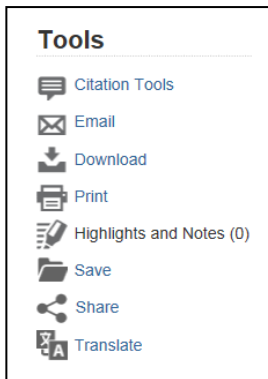 Tools
Citation Tools
Email
Download
Print
Highlights and Notes (0)
Save
Share
Translate